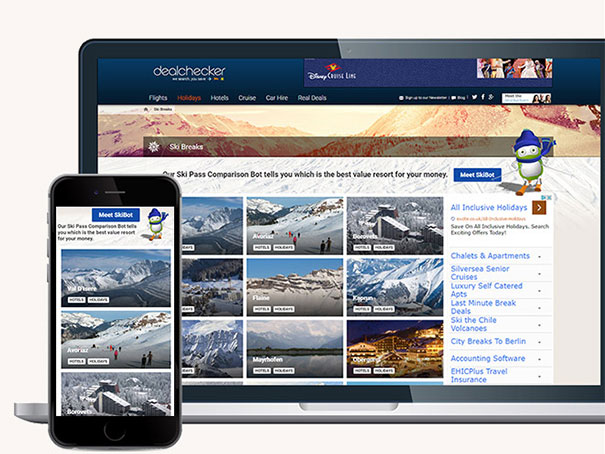 dealchecker
we search, you save
Disney CRUISE LINE
Flights Holidays Hotels Cruise Car Hire Real Deals
Sign up to our Newsletter Blog
Meet the
Ski Breaks
Ski Breaks
Our Ski Pass Comparison Bot tells you which is the best value resort for your money.
Meet SkiBot
Avoriaz
HOTELS HOLIDAYS
Borovets
HOTELS HOLIDAYS
Flaine
HOTELS HOLIDAYS
Kaprun
HOTELS HOLIDAYS
Mayrhofen
HOTELS HOLIDAYS
Obergurgl
HOTELS HOLIDAYS
All Inclusive Holidays
Save On All Inclusive Holidays. Search
Exciting Offers Today!
Chalets & Apartments
Silversea Senior
Cruises
Luxury Self Catered
Apts
Last Minute Break
Deals
Ski the Chile
Volcanoes
City Breaks To Berlin
Accounting Software
EHICPlus Travel
Insurance
Meet SkiBot
Our Ski Pass Comparison Bot tells
you which is the best value resort
for your money.
Val D'Isere
HOTELS HOLIDAYS
Avoriaz
HOTELS HOLIDAYS
Borovets